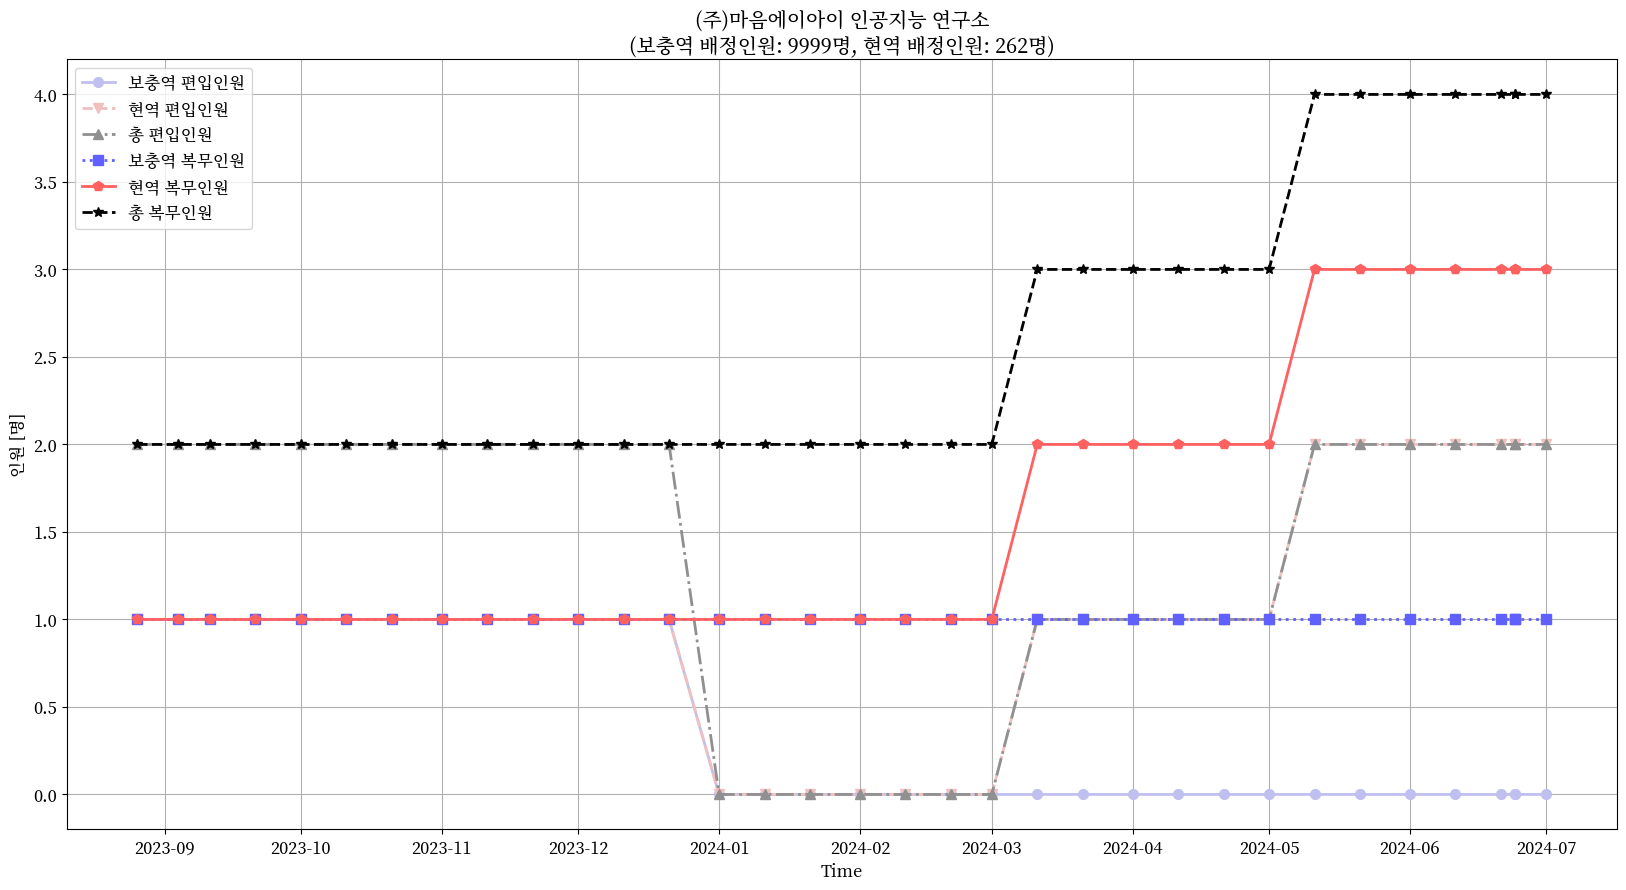 (주)마음에이아이 인공지능 연구소
(보충역 배정인원: 9999명, 현역 배정인원: 262명)
보충역 편입인원
현역 편입인원
총 편입인원
보충역 복무인원
현역 복무인원
총 복무인원
4.0
3.5
3.0
2.5
2.0
1.5
1.0
0.5
0.0
인원 [명]
2023-09 2023-10 2023-11 2023-12 2024-01 2024-02 2024-03 2024-04 2024-05 2024-06 2024-07
Time